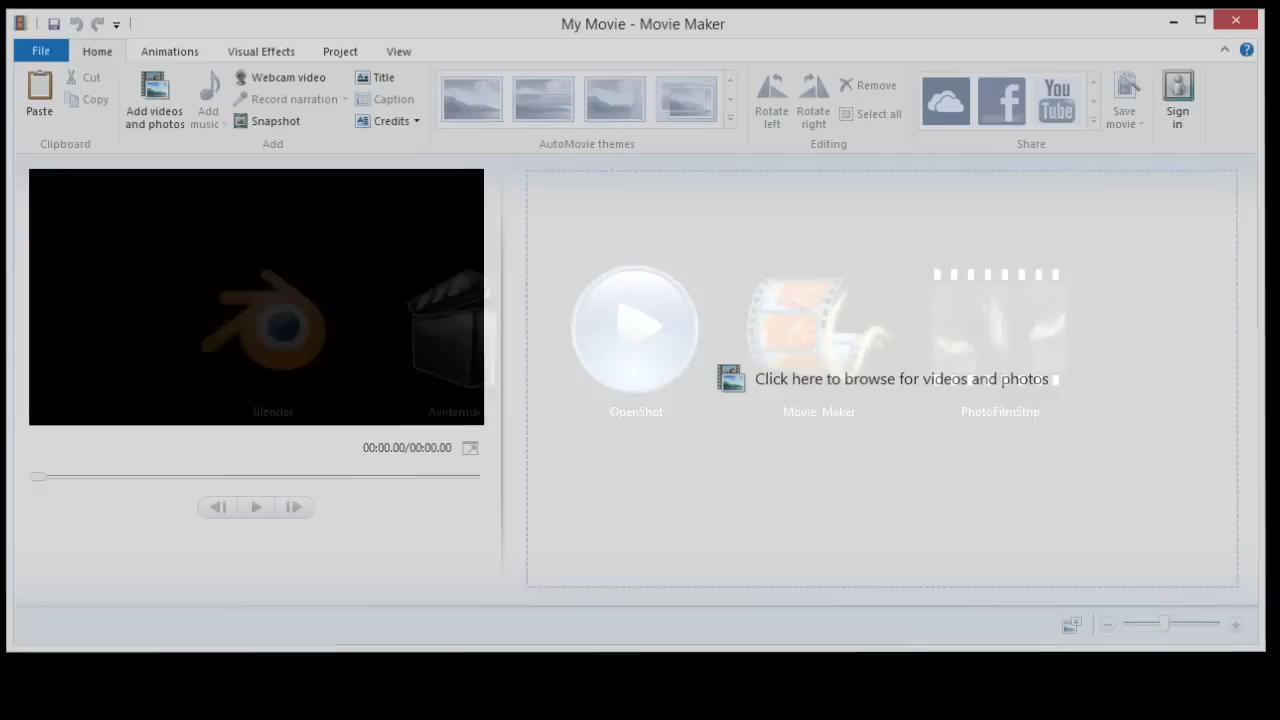 My Movie - Movie Maker
File Home Animations Visual Effects Project View
Paste
Cut
Copy
Clipboard
Add videos
and photos
Add
music
Webcam video
Record narration
Snapshot
Title
Caption
Credits
Add
AutoMovie themes
Rotate
left
Rotate
right
Remove
Select all
Editing
You
Tube
Share
Save
movie
Sign
in
Click here to browse for videos and photos
Blender
Avidemux
OpenShot
Movie Maker
PhotoFilmStrip
00:00.00/00:00.00